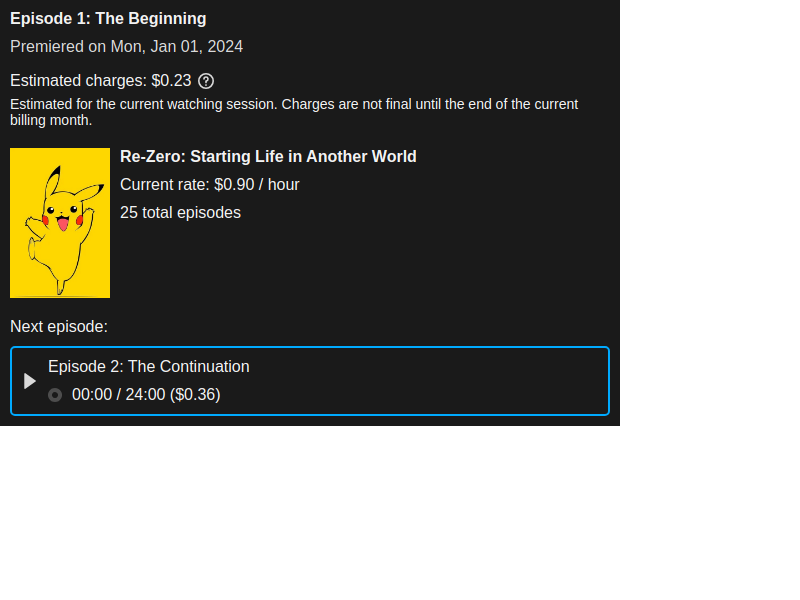 Episode 1: The Beginning
Premiered on Mon, Jan 01, 2024
Estimated charges: $0.23 ?
Estimated for the current watching session. Charges are not final until the end of the current
billing month.
Re-Zero: Starting Life in Another World
Current rate: $0.90 / hour
25 total episodes
Next episode:
Episode 2: The Continuation
00:00 / 24:00 ($0.36)